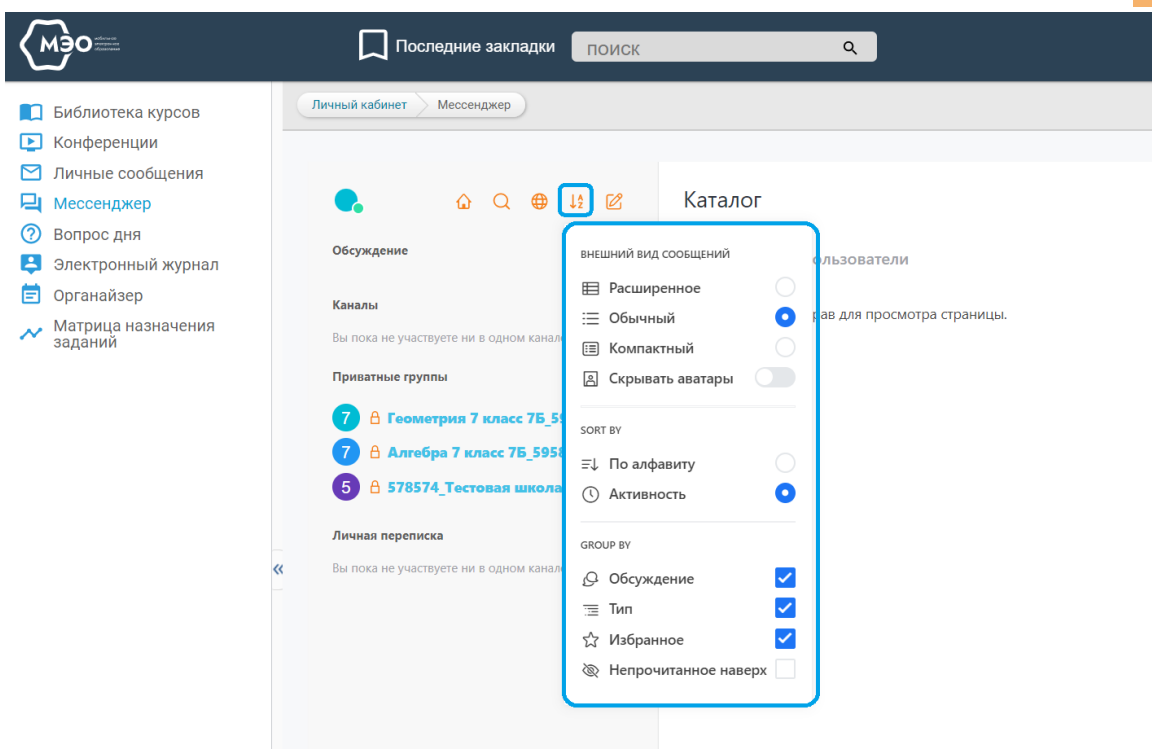 МЭО
Последние закладки
поиск
Библиотека курсов
Конференции
Личные сообщения
Мессенджер
Вопрос дня
Электронный журнал
Органайзер
Матрица назначения
заданий
Личный кабинет
Мессенджер
Обсуждение
Каналы
Вы пока не участвуете ни в одном канал
Приватные группы
7 Геометрия 7 класс 7Б_59
7 Алгебра 7 класс 7Б_5958
5 578574_Тестовая школа
Личная переписка
Вы пока не участвуете ни в одном канал
Каталог
ользователи
рав для просмотра страницы.
ВНЕШНИЙ ВИД СООБЩЕНИЙ
Расширенное
Обычный
Компактный
Скрывать аватары
SORT BY
По алфавиту
Активность
GROUP BY
Обсуждение
Тип
Избранное
Непрочитанное наверх